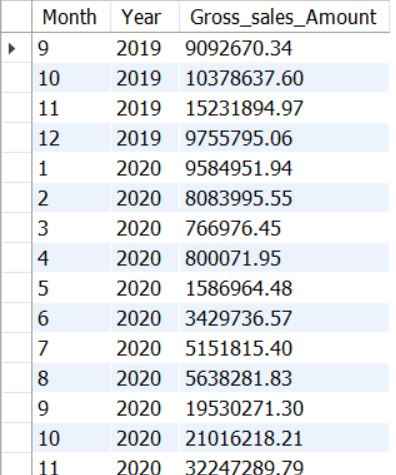 Month Year Gross_sales_Amount
9 2019 9092670.34
10 2019 10378637.60
11 2019 15231894.97
12 2019 9755795.06
1 2020 9584951.94
2 2020 8083995.55
3 2020 766976.45
4 2020 800071.95
5 2020 1586964.48
6 2020 3429736.57
7 2020 5151815.40
8 2020 5638281.83
9 2020 19530271.30
10 2020 21016218.21
11 2020 32247289.79